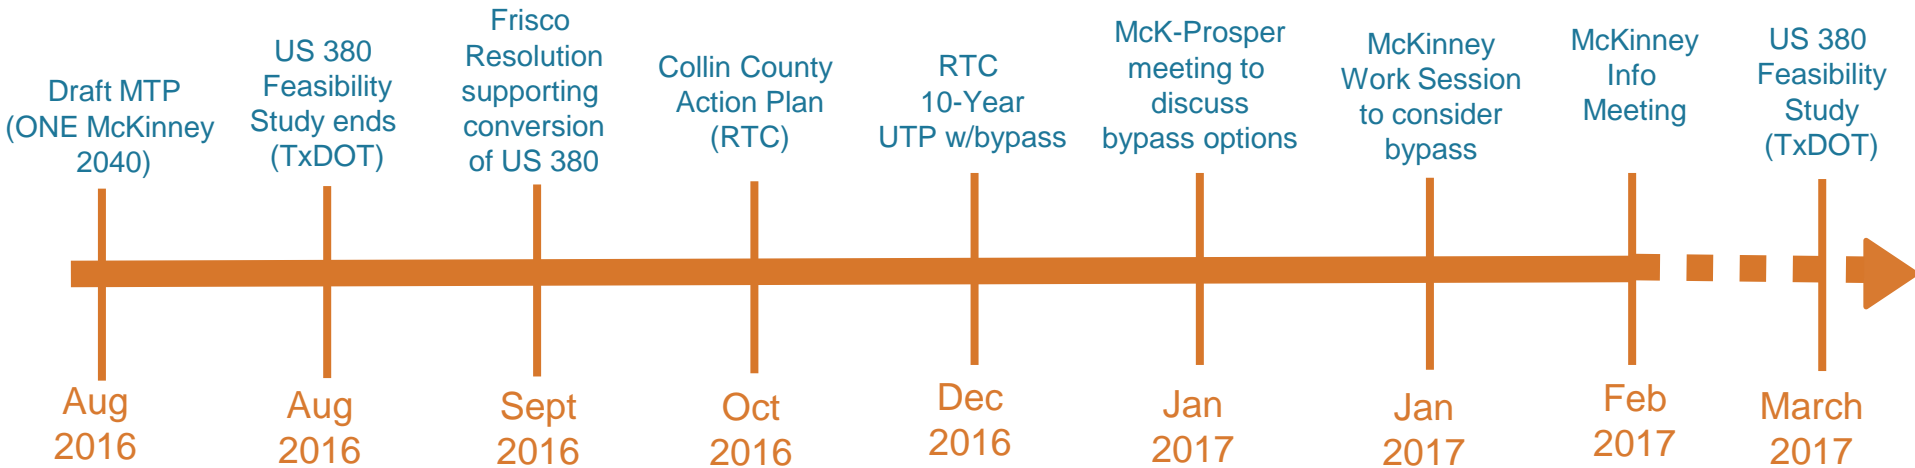 Draft MTP
(ONE McKinney
2040)
US 380
Feasibility
Study ends
(TxDOT)
Frisco
Resolution
supporting
conversion
of US 380
Collin County
Action Plan
(RTC)
RTC
10-Year
UTP w/bypass
McK-Prosper
meeting to
discuss
bypass options
McKinney
Work Session
to consider
bypass
McKinney
Info
Meeting
US 380
Feasibility
Study
(TxDOT)
Aug
2016
Aug
2016
Sept
2016
Oct
2016
Dec
2016
Jan
2017
Jan
2017
Feb
2017
March
2017